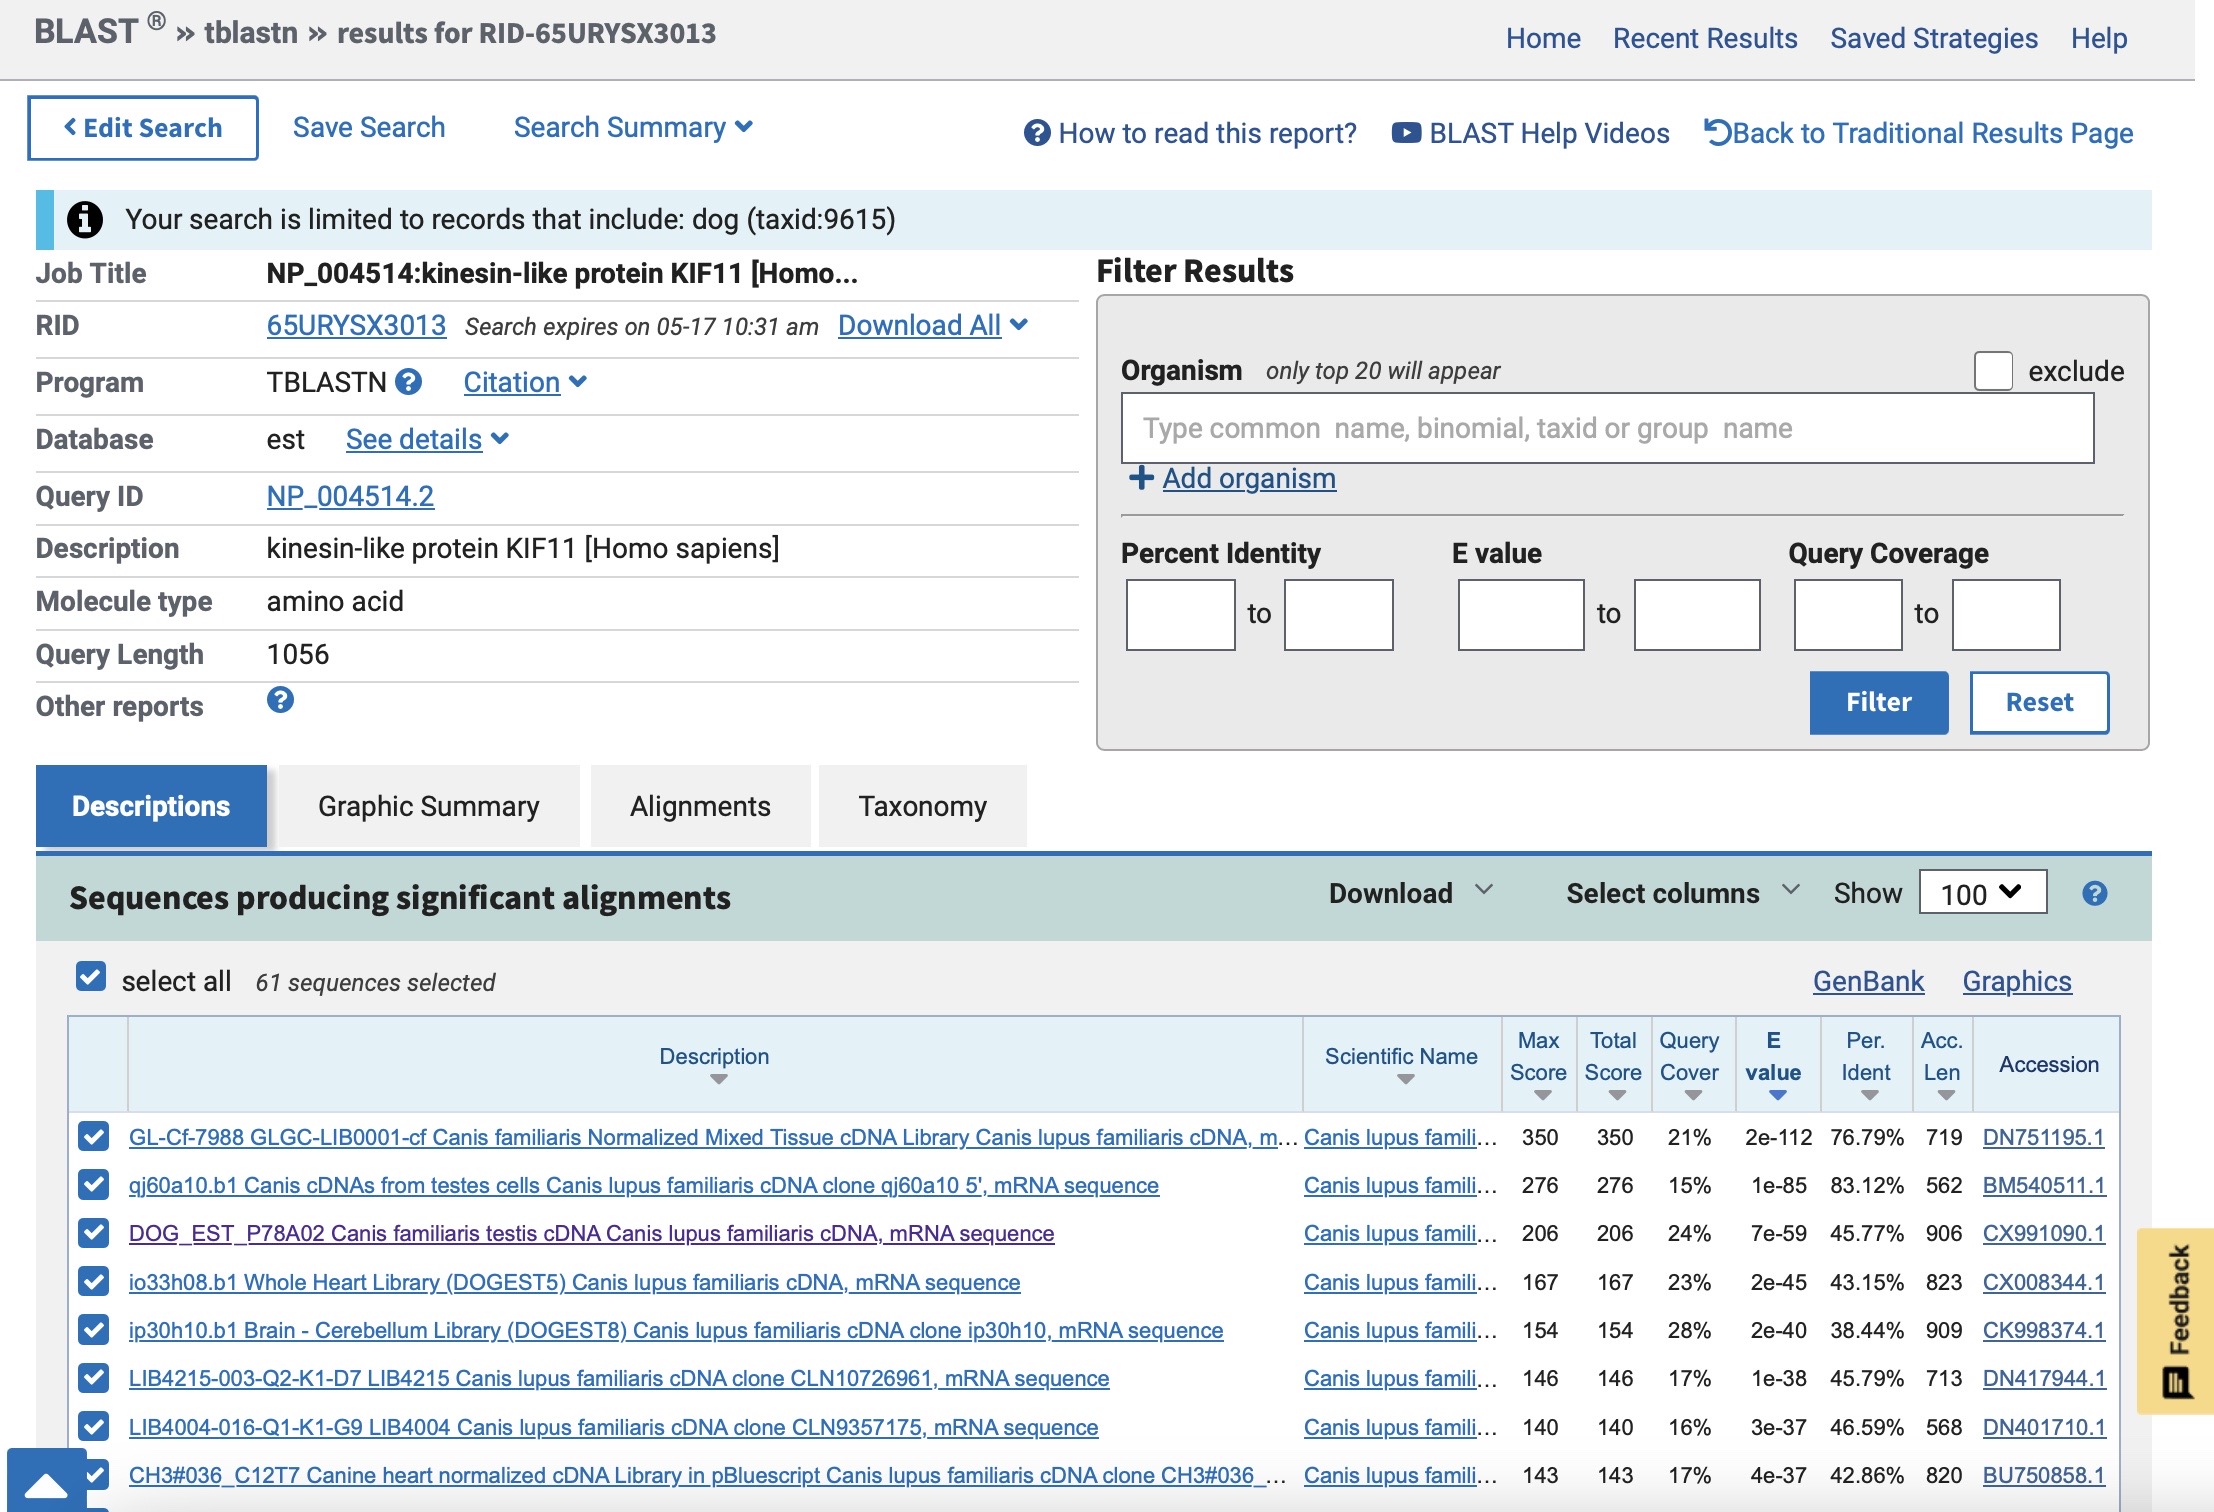 BLAST ® » tblastn » results for RID-65URYSX3013
Home Recent Results Saved Strategies Help
Edit Search Save Search Search Summary
How to read this report? BLAST Help Videos Back to Traditional Results Page
Your search is limited to records that include: dog (taxid:9615)
Job Title NP_004514:kinesin-like protein KIF11 [Homo...
RID 65URYSX3013 Search expires on 05-17 10:31 am Download All
Program TBLASTN Citation
Database est See details
Query ID NP_004514.2
Description kinesin-like protein KIF11 [Homo sapiens]
Molecule type amino acid
Query Length 1056
Other reports
Filter Results
Organism only top 20 will appear exclude
Type common name, binomial, taxid or group name
Add organism
Percent Identity E value Query Coverage
to to to
Filter Reset
Descriptions Graphic Summary Alignments Taxonomy
Sequences producing significant alignments Download Select columns Show 100
select all 61 sequences selected GenBank Graphics
Description Scientific Name Max Score Total Score Query Cover E value Per. Ident Acc. Len Accession
GL-Cf-7988 GLGC-LIB0001-cf Canis familiaris Normalized Mixed Tissue cDNA Library Canis lupus familiaris cDNA, m... Canis lupus famili... 350 350 21% 2e-112 76.79% 719 DN751195.1
qj60a10.b1 Canis cDNAs from testes cells Canis lupus familiaris cDNA clone qj60a10 5', mRNA sequence Canis lupus famili... 276 276 15% 1e-85 83.12% 562 BM540511.1
DOG_EST_P78A02 Canis familiaris testis cDNA Canis lupus familiaris cDNA, mRNA sequence Canis lupus famili... 206 206 24% 7e-59 45.77% 906 CX991090.1
io33h08.b1 Whole Heart Library (DOGEST5) Canis lupus familiaris cDNA, mRNA sequence Canis lupus famili... 167 167 23% 2e-45 43.15% 823 CX008344.1
ip30h10.b1 Brain - Cerebellum Library (DOGEST8) Canis lupus familiaris cDNA clone ip30h10, mRNA sequence Canis lupus famili... 154 154 28% 2e-40 38.44% 909 CK998374.1
LIB4215-003-Q2-K1-D7 LIB4215 Canis lupus familiaris cDNA clone CLN10726961, mRNA sequence Canis lupus famili... 146 146 17% 1e-38 45.79% 713 DN417944.1
LIB4004-016-Q1-K1-G9 LIB4004 Canis lupus familiaris cDNA clone CLN9357175, mRNA sequence Canis lupus famili... 140 140 16% 3e-37 46.59% 568 DN401710.1
CH3#036_C12T7 Canine heart normalized cDNA Library in pBluescript Canis lupus familiaris cDNA clone CH3#036_... Canis lupus famili... 143 143 17% 4e-37 42.86% 820 BU750858.1
Feedback